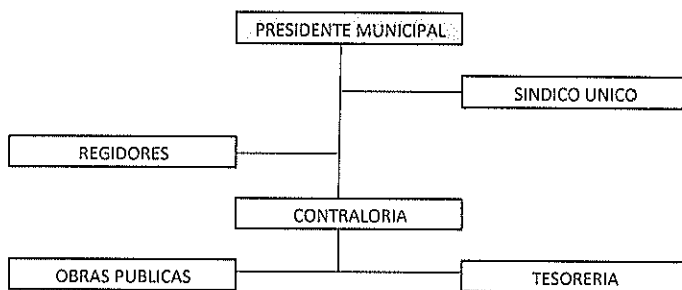 PRESIDENTE MUNICIPAL
SINDICO UNICO
REGIDORES
CONTRALORIA
OBRAS PUBLICAS
TESORERIA